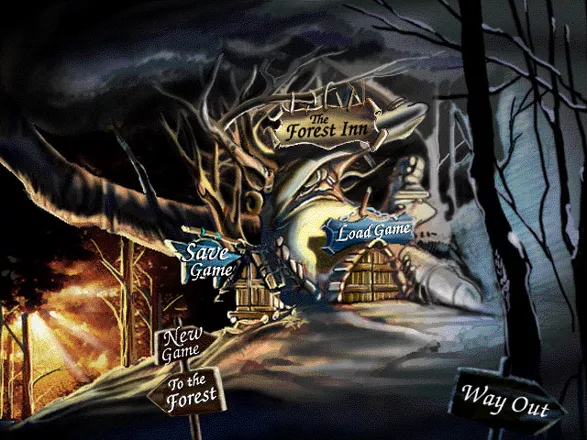 The
Forest Inn
Load Game
Save
Game
New
Game
To the
Forest
Way Out